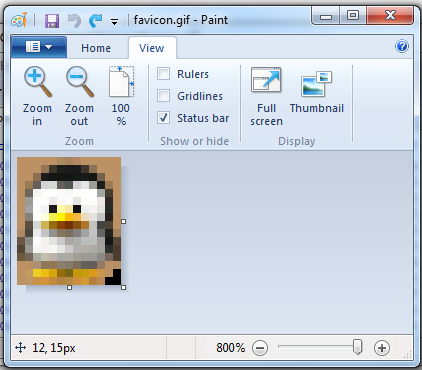 favicon.gif - Paint
Home View
Zoom in
Zoom out
100 %
Rulers
Gridlines
Status bar
Full screen
Thumbnail
Zoom
Show or hide
Display
12, 15px
800%